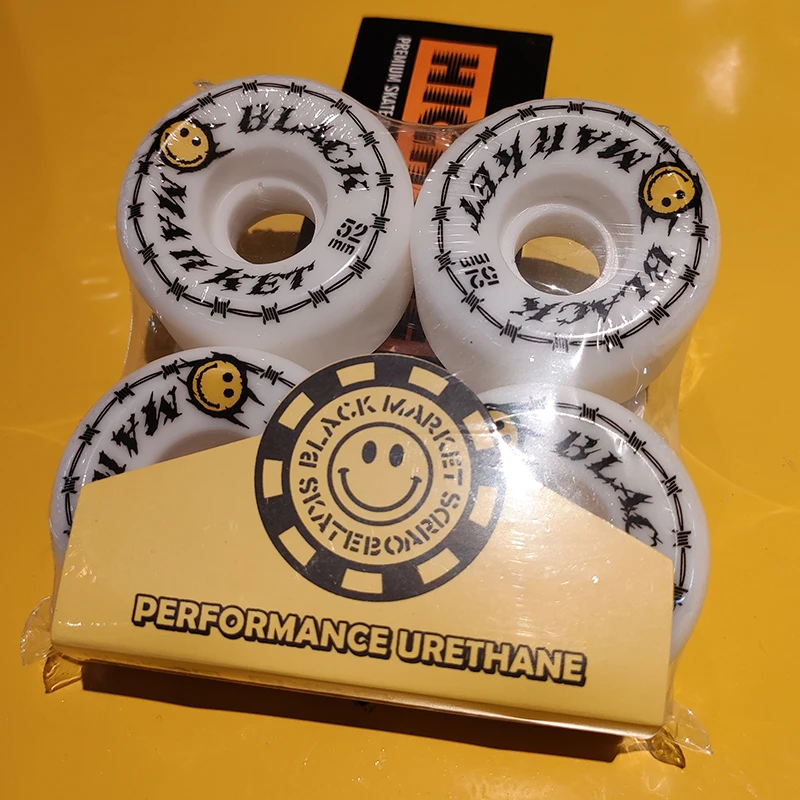 PREMIUM SKATE
BLACK
MARKET
52
mm
BLACK
MARKET
52
mm
BLACK MARKET
SKATEBOARDS
PERFORMANCE URETHANE